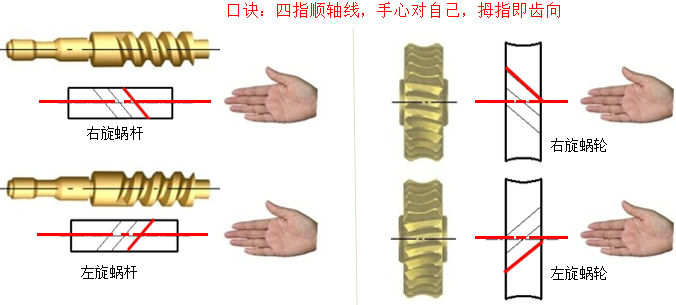 口诀：四指顺轴线，手心对自己，拇指即齿向
右旋蜗杆
右旋蜗轮
左旋蜗杆
左旋蜗轮